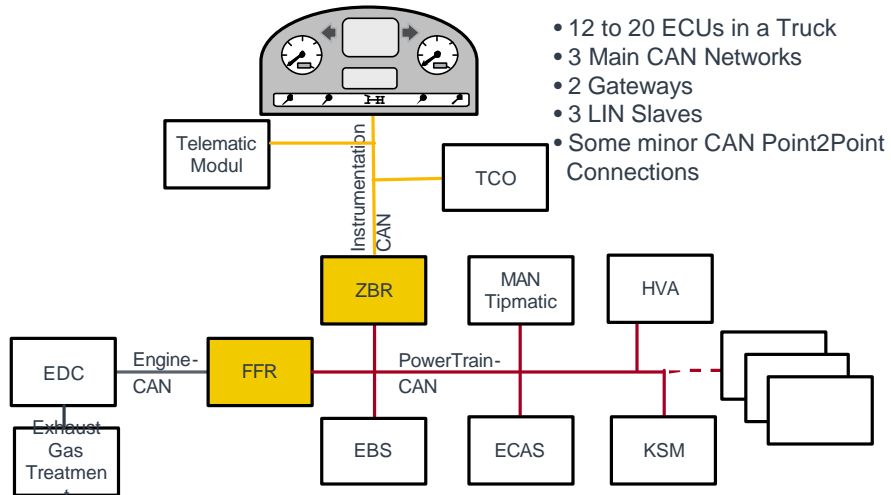 • 12 to 20 ECUs in a Truck
• 3 Main CAN Networks
• 2 Gateways
• 3 LIN Slaves
• Some minor CAN Point2Point
Connections
Telematic
Modul
Instrumentation
CAN
TCO
ZBR
MAN
Tipmatic
HVA
EDC
Engine-
CAN
FFR
PowerTrain-
CAN
Exhaust
Gas
Treatmen
t
EBS
ECAS
KSM